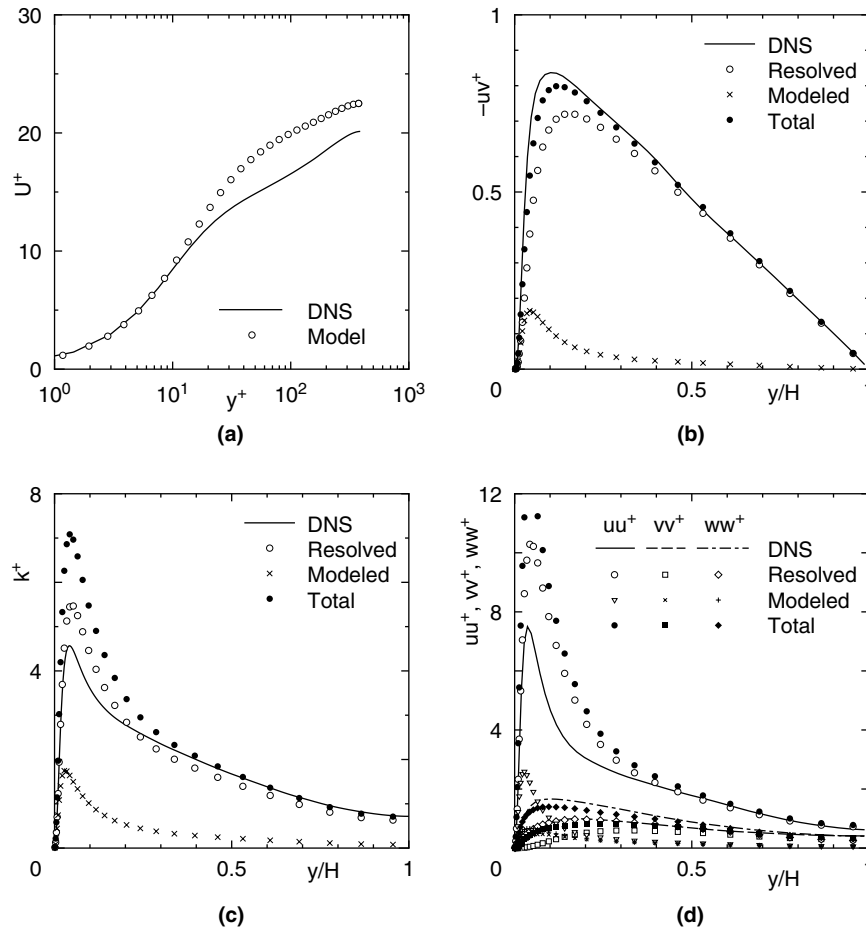 30
20
U+
10
0
DNS
Model
10^0
10^1
10^2
10^3
y+
(a)
1
−uv+
0.5
0
DNS
Resolved
Modeled
Total
0.5
1
y/H
(b)
8
k+
4
0
DNS
Resolved
Modeled
Total
0.5
1
y/H
(c)
12
uu+, vv+, ww+
8
4
0
uu+ vv+ ww+
DNS
Resolved
Modeled
Total
0.5
1
y/H
(d)